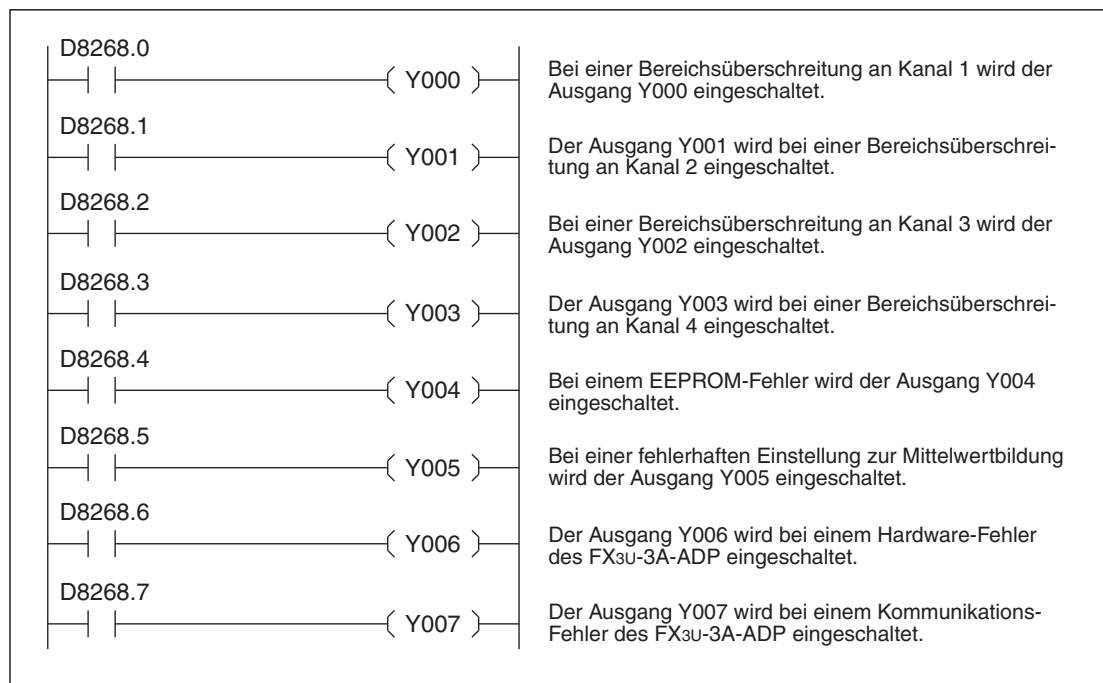 D8268.0
Y000
Bei einer Bereichsüberschreitung an Kanal 1 wird der
Ausgang Y000 eingeschaltet.
D8268.1
Y001
Der Ausgang Y001 wird bei einer Bereichsüberschrei-
tung an Kanal 2 eingeschaltet.
D8268.2
Y002
Bei einer Bereichsüberschreitung an Kanal 3 wird der
Ausgang Y002 eingeschaltet.
D8268.3
Y003
Der Ausgang Y003 wird bei einer Bereichsüberschrei-
tung an Kanal 4 eingeschaltet.
D8268.4
Y004
Bei einem EEPROM-Fehler wird der Ausgang Y004
eingeschaltet.
D8268.5
Y005
Bei einer fehlerhaften Einstellung zur Mittelwertbildung
wird der Ausgang Y005 eingeschaltet.
D8268.6
Y006
Der Ausgang Y006 wird bei einem Hardware-Fehler
des FX3U-3A-ADP eingeschaltet.
D8268.7
Y007
Der Ausgang Y007 wird bei einem Kommunikations-
Fehler des FX3U-3A-ADP eingeschaltet.